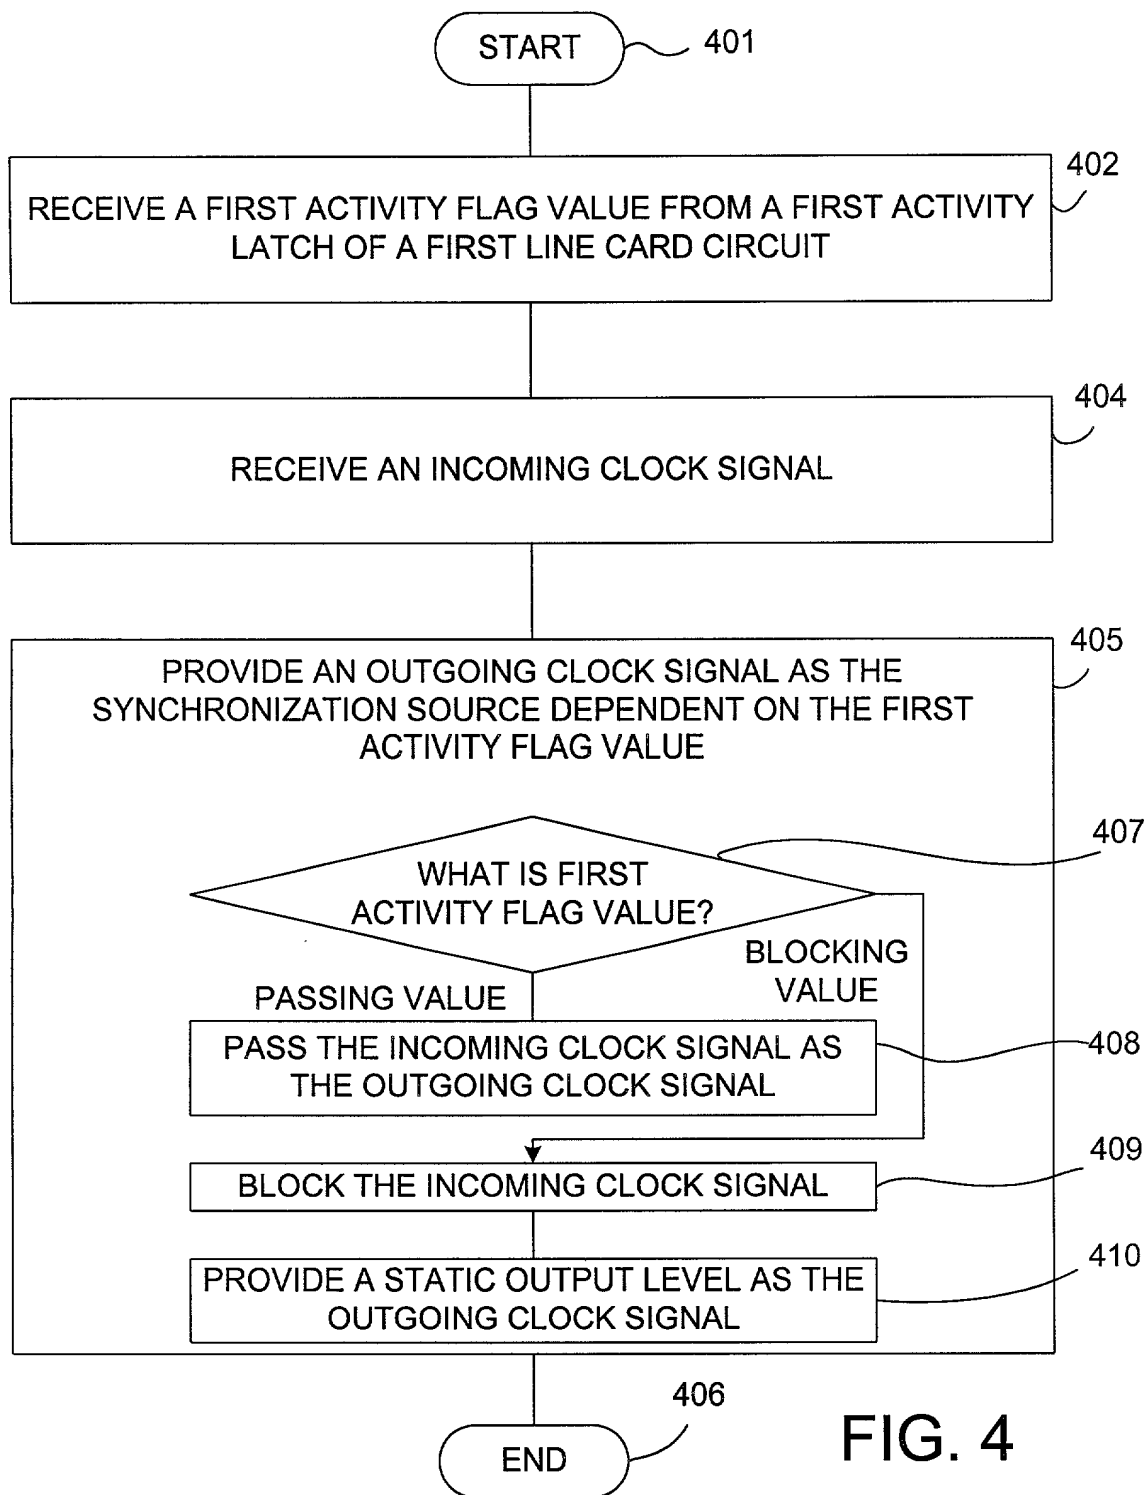 START
401
402
RECEIVE A FIRST ACTIVITY FLAG VALUE FROM A FIRST ACTIVITY
LATCH OF A FIRST LINE CARD CIRCUIT
404
RECEIVE AN INCOMING CLOCK SIGNAL
405
PROVIDE AN OUTGOING CLOCK SIGNAL AS THE
SYNCHRONIZATION SOURCE DEPENDENT ON THE FIRST
ACTIVITY FLAG VALUE
407
WHAT IS FIRST
ACTIVITY FLAG VALUE?
BLOCKING
VALUE
PASSING VALUE
PASS THE INCOMING CLOCK SIGNAL AS
THE OUTGOING CLOCK SIGNAL
408
409
BLOCK THE INCOMING CLOCK SIGNAL
410
PROVIDE A STATIC OUTPUT LEVEL AS THE
OUTGOING CLOCK SIGNAL
406
END
FIG. 4